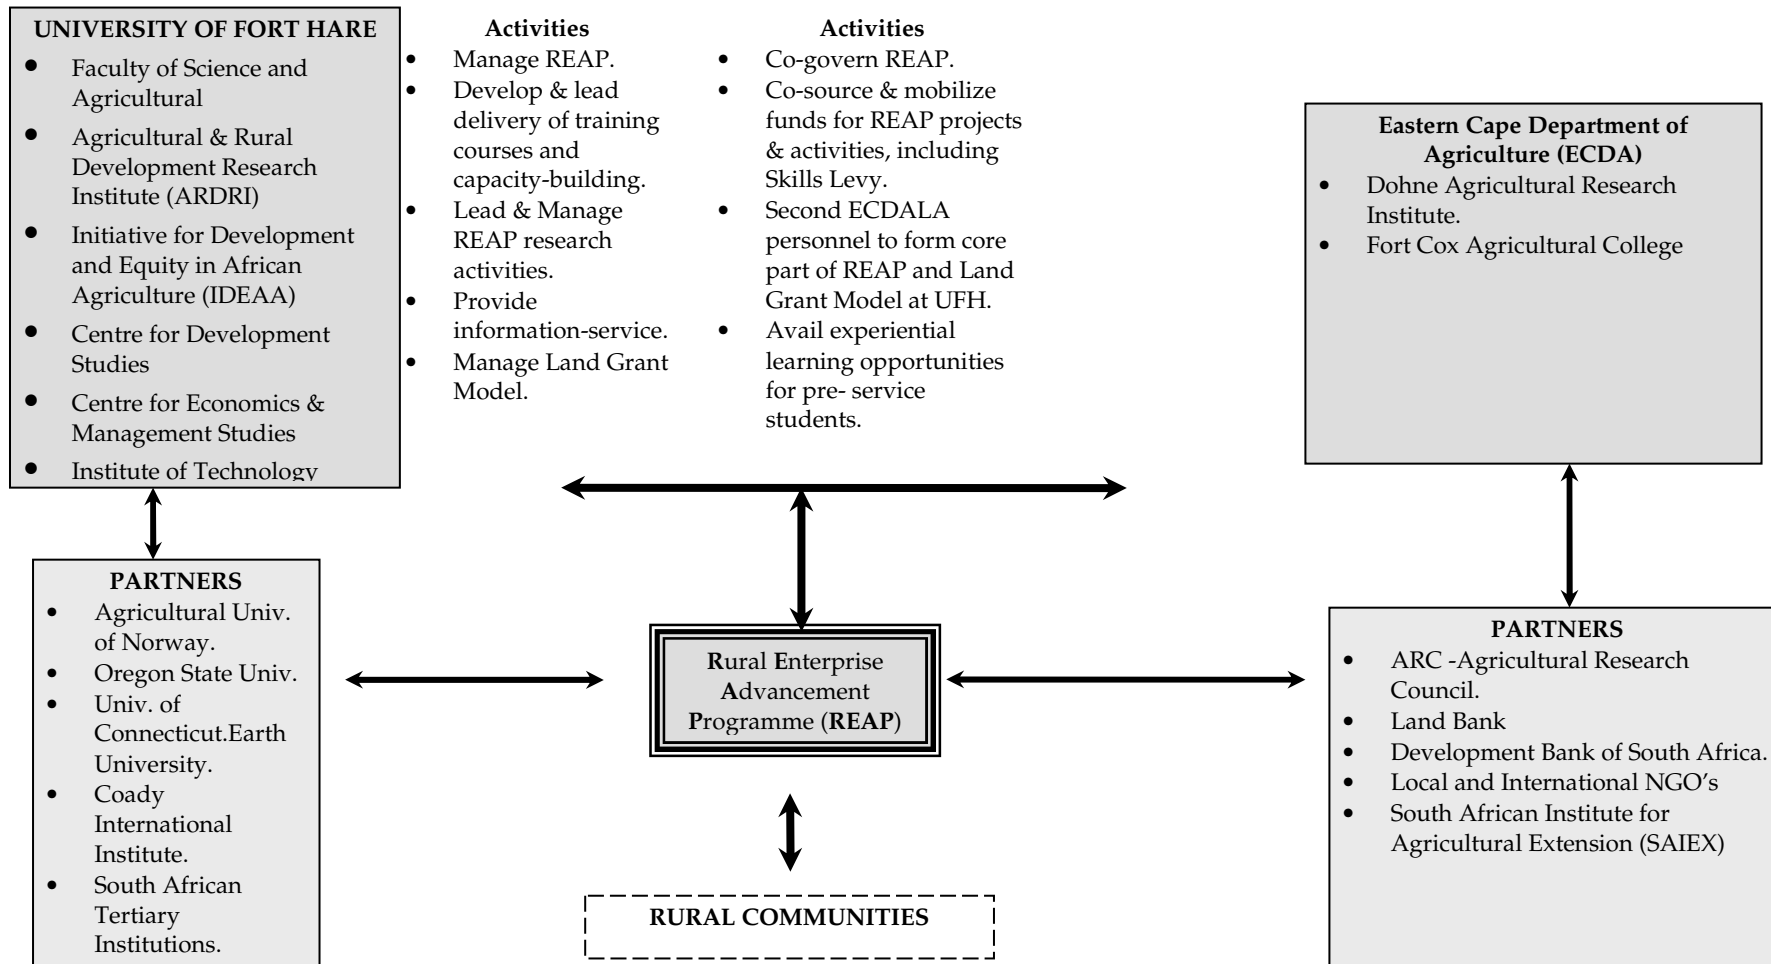 UNIVERSITY OF FORT HARE
• Faculty of Science and
Agricultural
• Agricultural & Rural
Development Research
Institute (ARDRI)
• Initiative for Development
and Equity in African
Agriculture (IDEAA)
• Centre for Development
Studies
• Centre for Economics &
Management Studies
• Institute of Technology
Activities
• Manage REAP.
• Develop & lead
delivery of training
courses and
capacity-building.
• Lead & Manage
REAP research
activities.
• Provide
information-service.
• Manage Land Grant
Model.
Activities
• Co-govern REAP.
• Co-source & mobilize
funds for REAP projects
& activities, including
Skills Levy.
• Second ECDALA
personnel to form core
part of REAP and Land
Grant Model at UFH.
• Avail experiential
learning opportunities
for pre- service
students.
Eastern Cape Department of
Agriculture (ECDA)
• Dohne Agricultural Research
Institute.
• Fort Cox Agricultural College
PARTNERS
• Agricultural Univ.
of Norway.
• Oregon State Univ.
• Univ. of
Connecticut.Earth
University.
• Coady
International
Institute.
• South African
Tertiary
Institutions.
Rural Enterprise
Advancement
Programme (REAP)
RURAL COMMUNITIES
PARTNERS
• ARC -Agricultural Research
Council.
• Land Bank
• Development Bank of South Africa.
• Local and International NGO’s
• South African Institute for
Agricultural Extension (SAIEX)